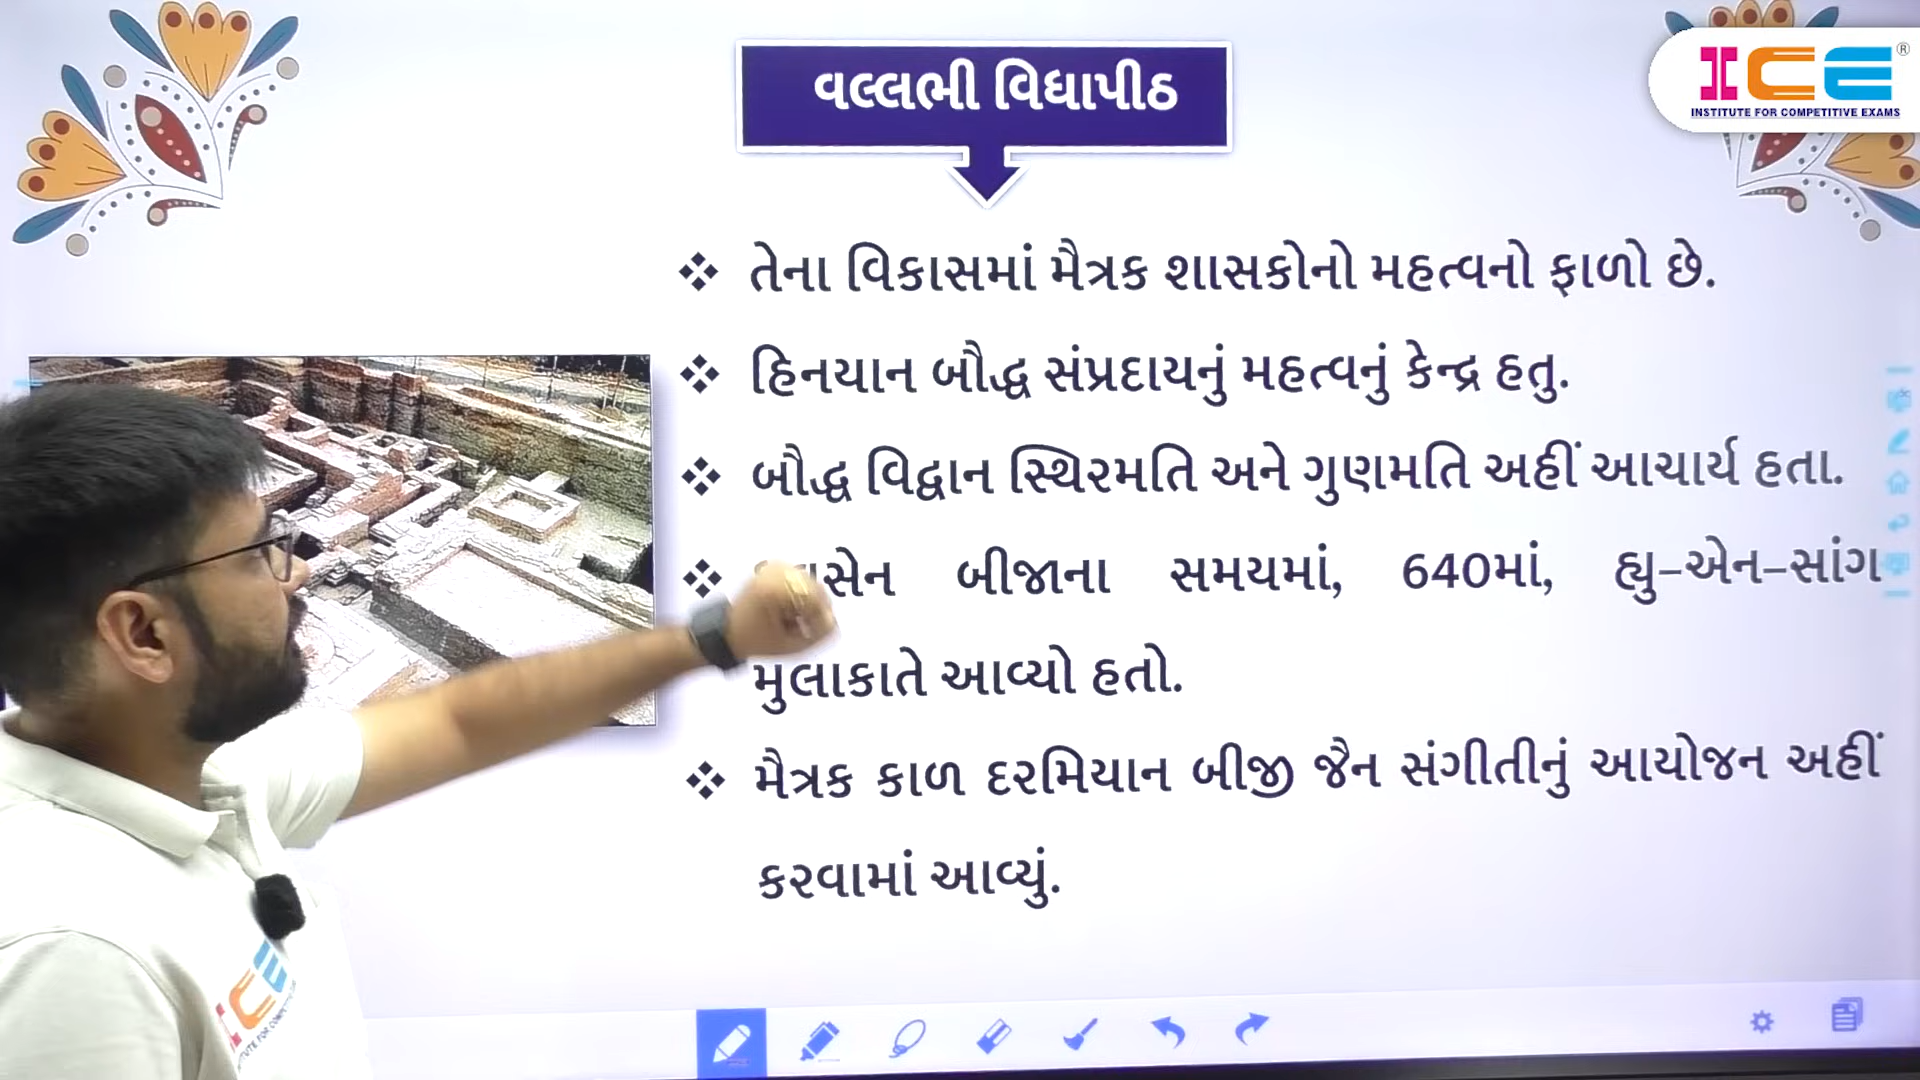 વલ્લભી વિદ્યાપીઠ
ICE®
INSTITUTE FOR COMPETITIVE EXAMS
❖ તેના વિકાસમાં મૈત્રક શાસકોનો મહત્વનો ફાળો છે.
❖ હિનયાન બૌદ્ધ સંપ્રદાયનું મહત્વનું કેન્દ્ર હતુ.
❖ બૌદ્ધ વિદ્વાન સ્થિરમતિ અને ગુણમતિ અહીં આચાર્ય હતા.
❖ બીજાના સમયમાં, 640માં, હ્યુ-એન-સાંગ
મુલાકાતે આવ્યો હતો.
❖ મૈત્રક કાળ દરમિયાન બીજી જૈન સંગીતીનું આયોજન અહીં
કરવામાં આવ્યું.
ICE